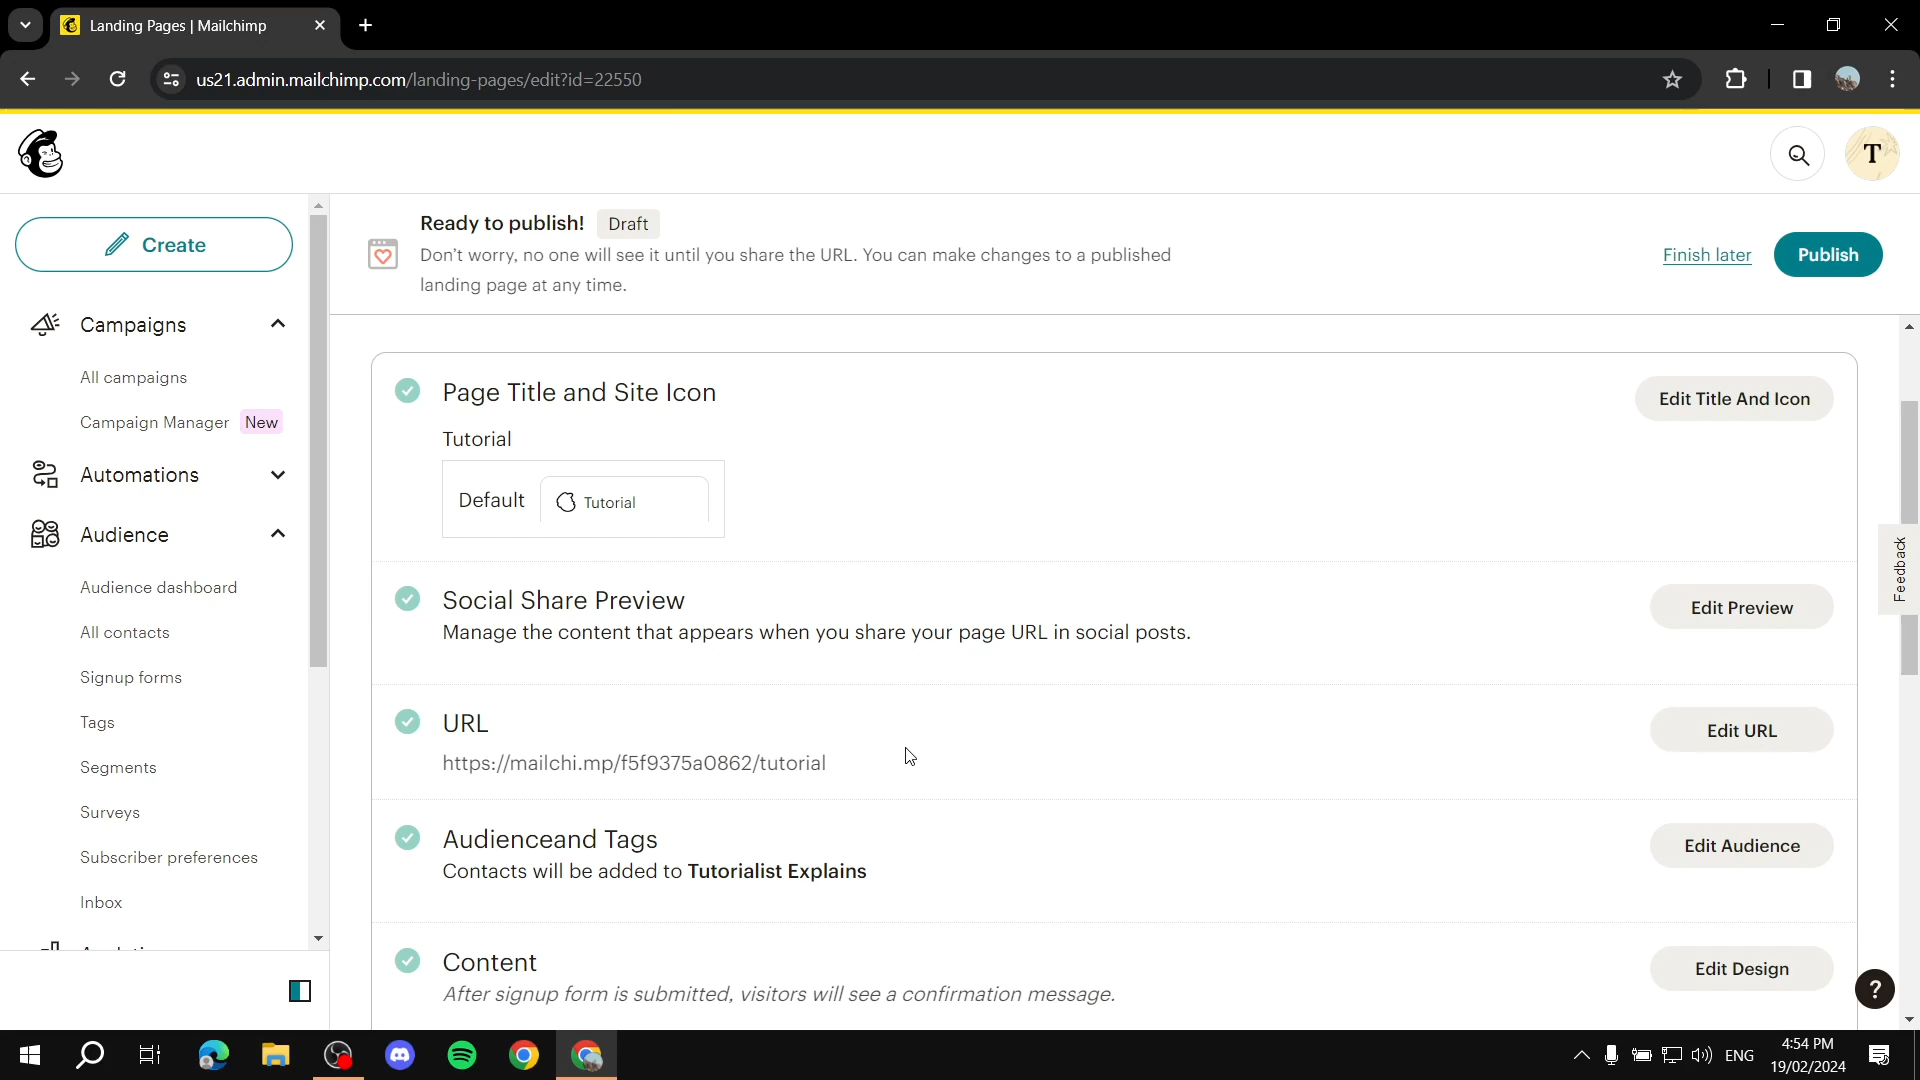 Landing Pages | Mailchimp
us21.admin.mailchimp.com/landing-pages/edit?id=22550
T
Create
Campaigns
All campaigns
Campaign Manager New
Automations
Audience
Audience dashboard
All contacts
Signup forms
Tags
Segments
Surveys
Subscriber preferences
Inbox
Ready to publish! Draft
Don't worry, no one will see it until you share the URL. You can make changes to a published
landing page at any time.
Finish later
Publish
Page Title and Site Icon
Edit Title And Icon
Tutorial
Default Tutorial
Social Share Preview
Edit Preview
Manage the content that appears when you share your page URL in social posts.
URL
Edit URL
https://mailchi.mp/f5f9375a0862/tutorial
Audienceand Tags
Edit Audience
Contacts will be added to Tutorialist Explains
Content
Edit Design
After signup form is submitted, visitors will see a confirmation message.
Feedback
?
ENG
4:54 PM
19/02/2024